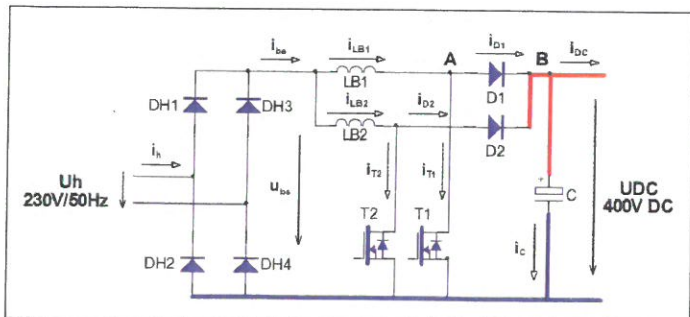 i_be i_LB1 A i_D1 B i_DC
LB1 D1
DH1 DH3 i_LB2 i_D2
LB2 D2
i_h
Uh
230V/50Hz
u_be
i_T2 i_T1
T2 T1
+
C
UDC
400V DC
i_C
DH2 DH4